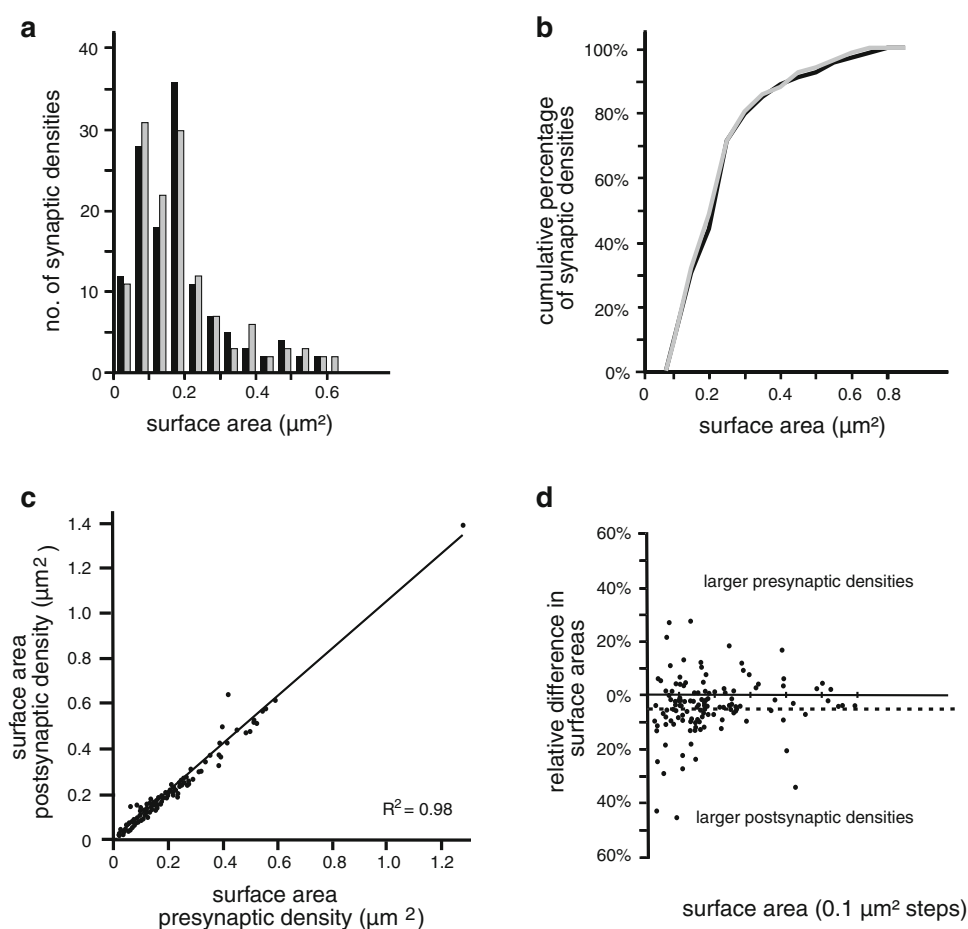 a
no. of synaptic densities
40
30
20
10
0
0
0.2
0.4
0.6
surface area (µm²)
b
cumulative percentage
of synaptic densities
100%
80%
60%
40%
20%
0%
0
0.2
0.4
0.6
0.8
surface area (µm²)
c
surface area
postsynaptic density (µm²)
1.4
1.2
1.0
0.8
0.6
0.4
0.2
0
0
0.2
0.4
0.6
0.8
1.0
1.2
R² = 0.98
surface area
presynaptic density (µm ²)
d
relative difference in
surface areas
60%
40%
20%
0%
20%
40%
60%
larger presynaptic densities
larger postsynaptic densities
surface area (0.1 µm² steps)